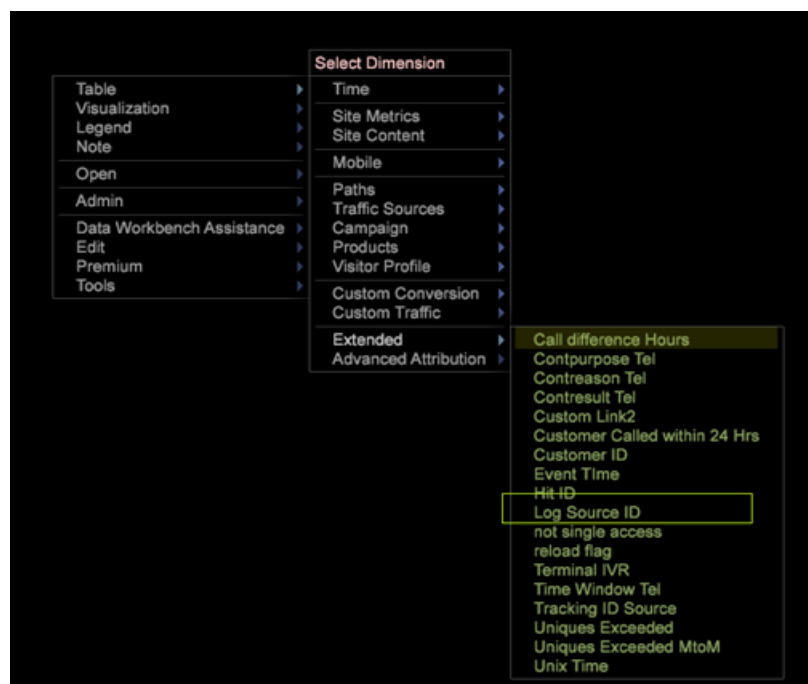 Select Dimension
Table
Visualization
Legend
Note
Open
Admin
Data Workbench Assistance
Edit
Premium
Tools
Time
Site Metrics
Site Content
Mobile
Paths
Traffic Sources
Campaign
Products
Visitor Profile
Custom Conversion
Custom Traffic
Extended
Advanced Attribution
Call difference Hours
Contpurpose Tel
Contreason Tel
Contresult Tel
Custom Link2
Customer Called within 24 Hrs
Customer ID
Event TIme
Hit ID
Log Source ID
not single access
reload flag
Terminal IVR
Time Window Tel
Tracking ID Source
Uniques Exceeded
Uniques Exceeded MtoM
Unix Time